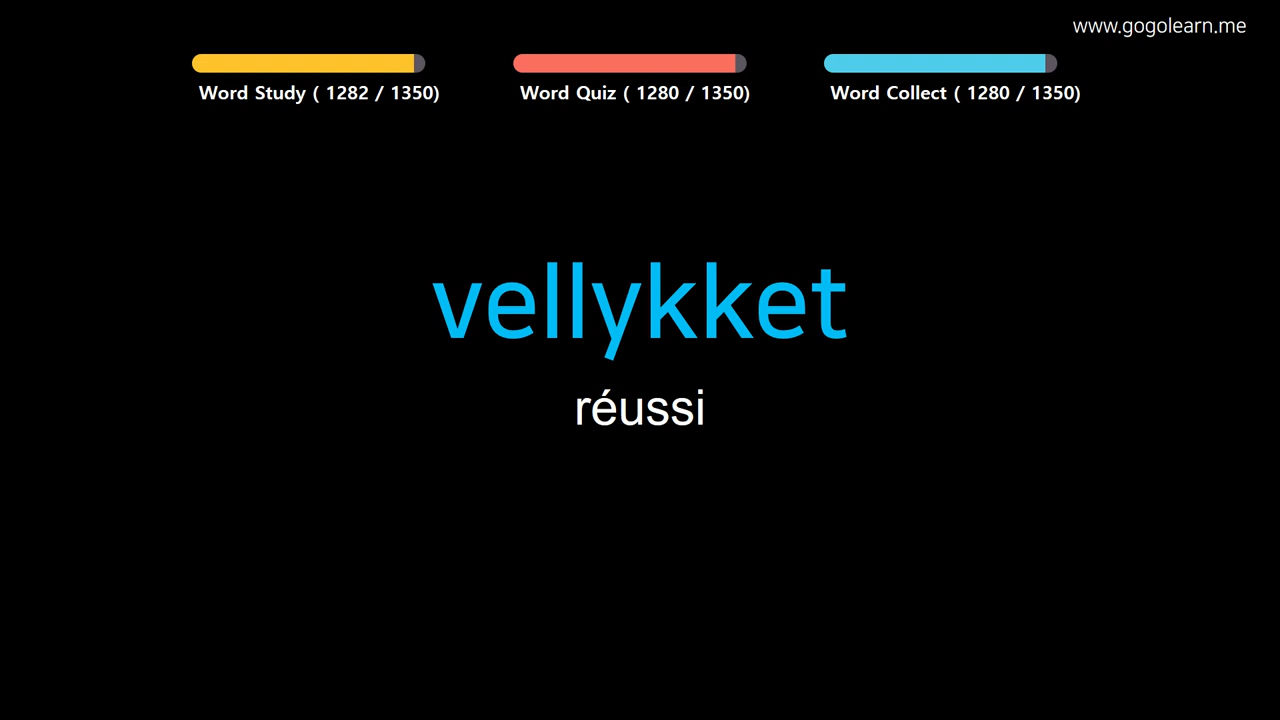 www.gogolearn.me
Word Study ( 1282 / 1350)
Word Quiz ( 1280 / 1350)
Word Collect ( 1280 / 1350)
vellykket
réussi